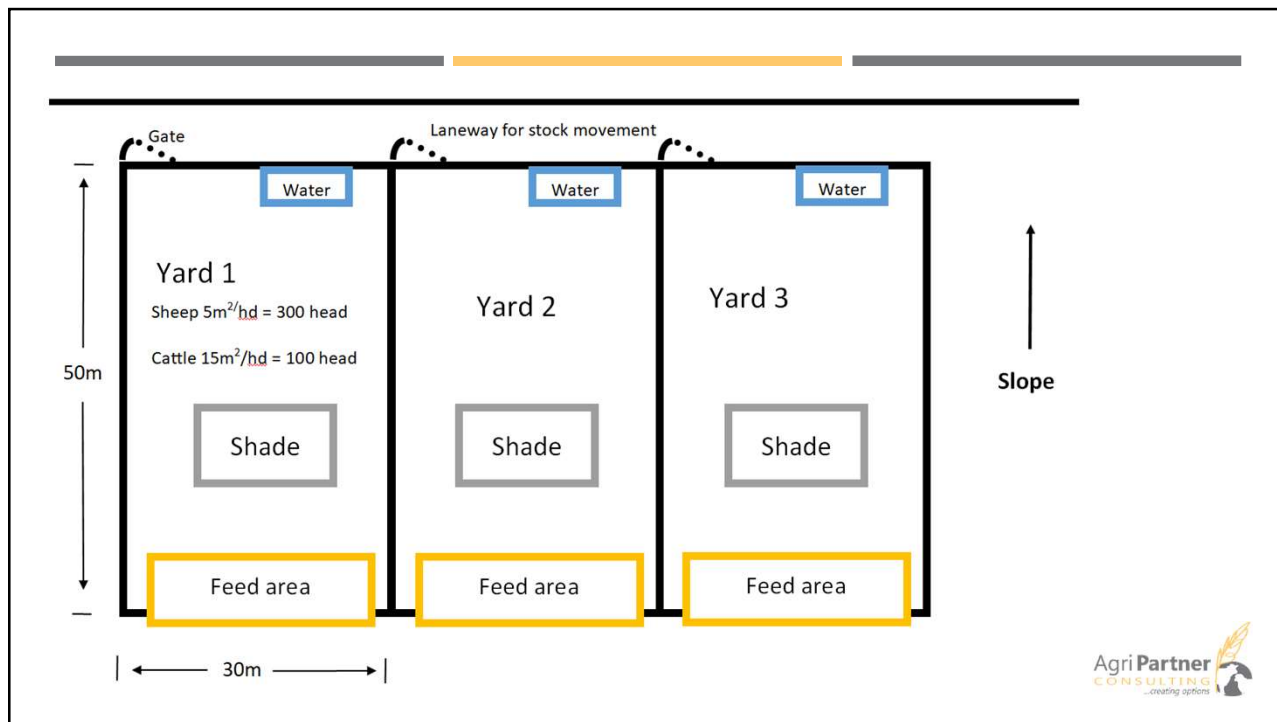 Gate
Laneway for stock movement
Water
Water
Water
Yard 1
Sheep 5m²/hd = 300 head
Cattle 15m²/hd = 100 head
Yard 2
Yard 3
50m
Slope
Shade
Shade
Shade
Feed area
Feed area
Feed area
30m
Agri Partner
CONSULTING
...creating options